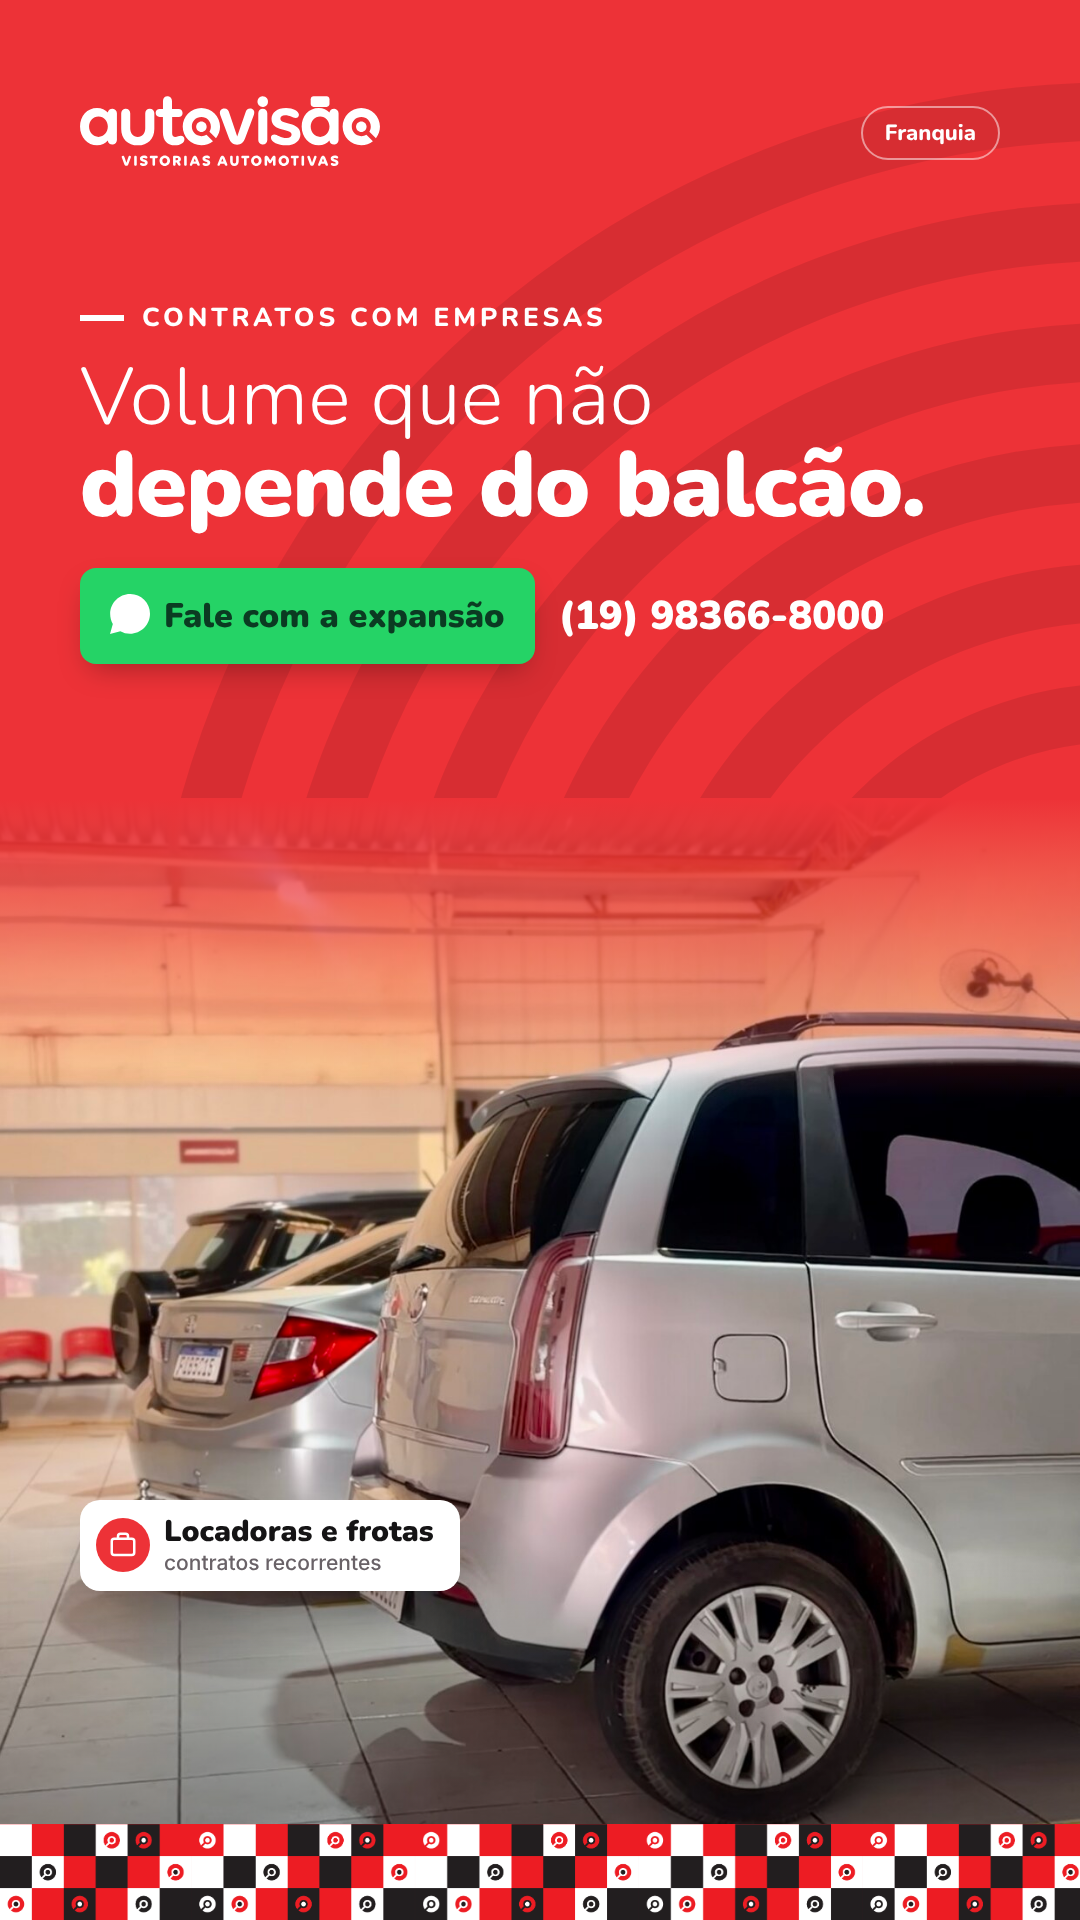 autovisão
VISTORIAS AUTOMOTIVAS
Franquia
CONTRATOS COM EMPRESAS
Volume que não
depende do balcão.
Fale com a expansão
(19) 98366-8000
Locadoras e frotas
contratos recorrentes